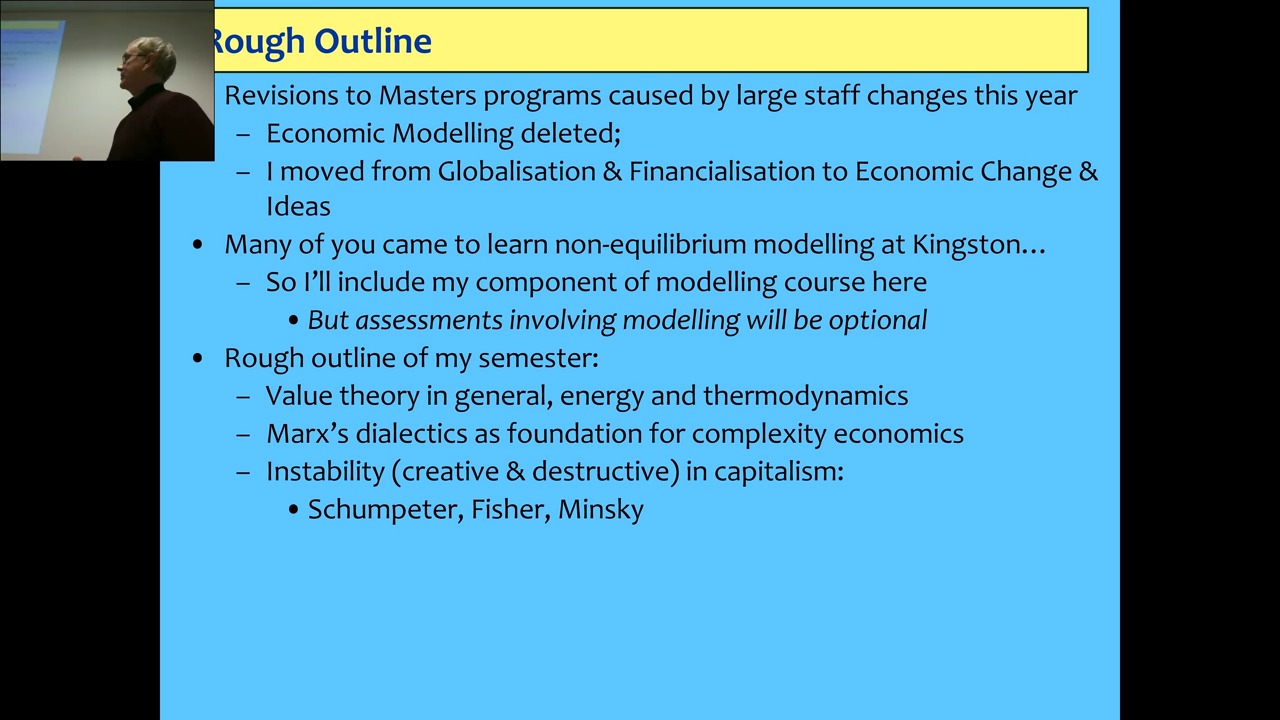 Rough Outline
Revisions to Masters programs caused by large staff changes this year
– Economic Modelling deleted;
– I moved from Globalisation & Financialisation to Economic Change &
Ideas
• Many of you came to learn non-equilibrium modelling at Kingston…
– So I’ll include my component of modelling course here
• But assessments involving modelling will be optional
• Rough outline of my semester:
– Value theory in general, energy and thermodynamics
– Marx’s dialectics as foundation for complexity economics
– Instability (creative & destructive) in capitalism:
• Schumpeter, Fisher, Minsky